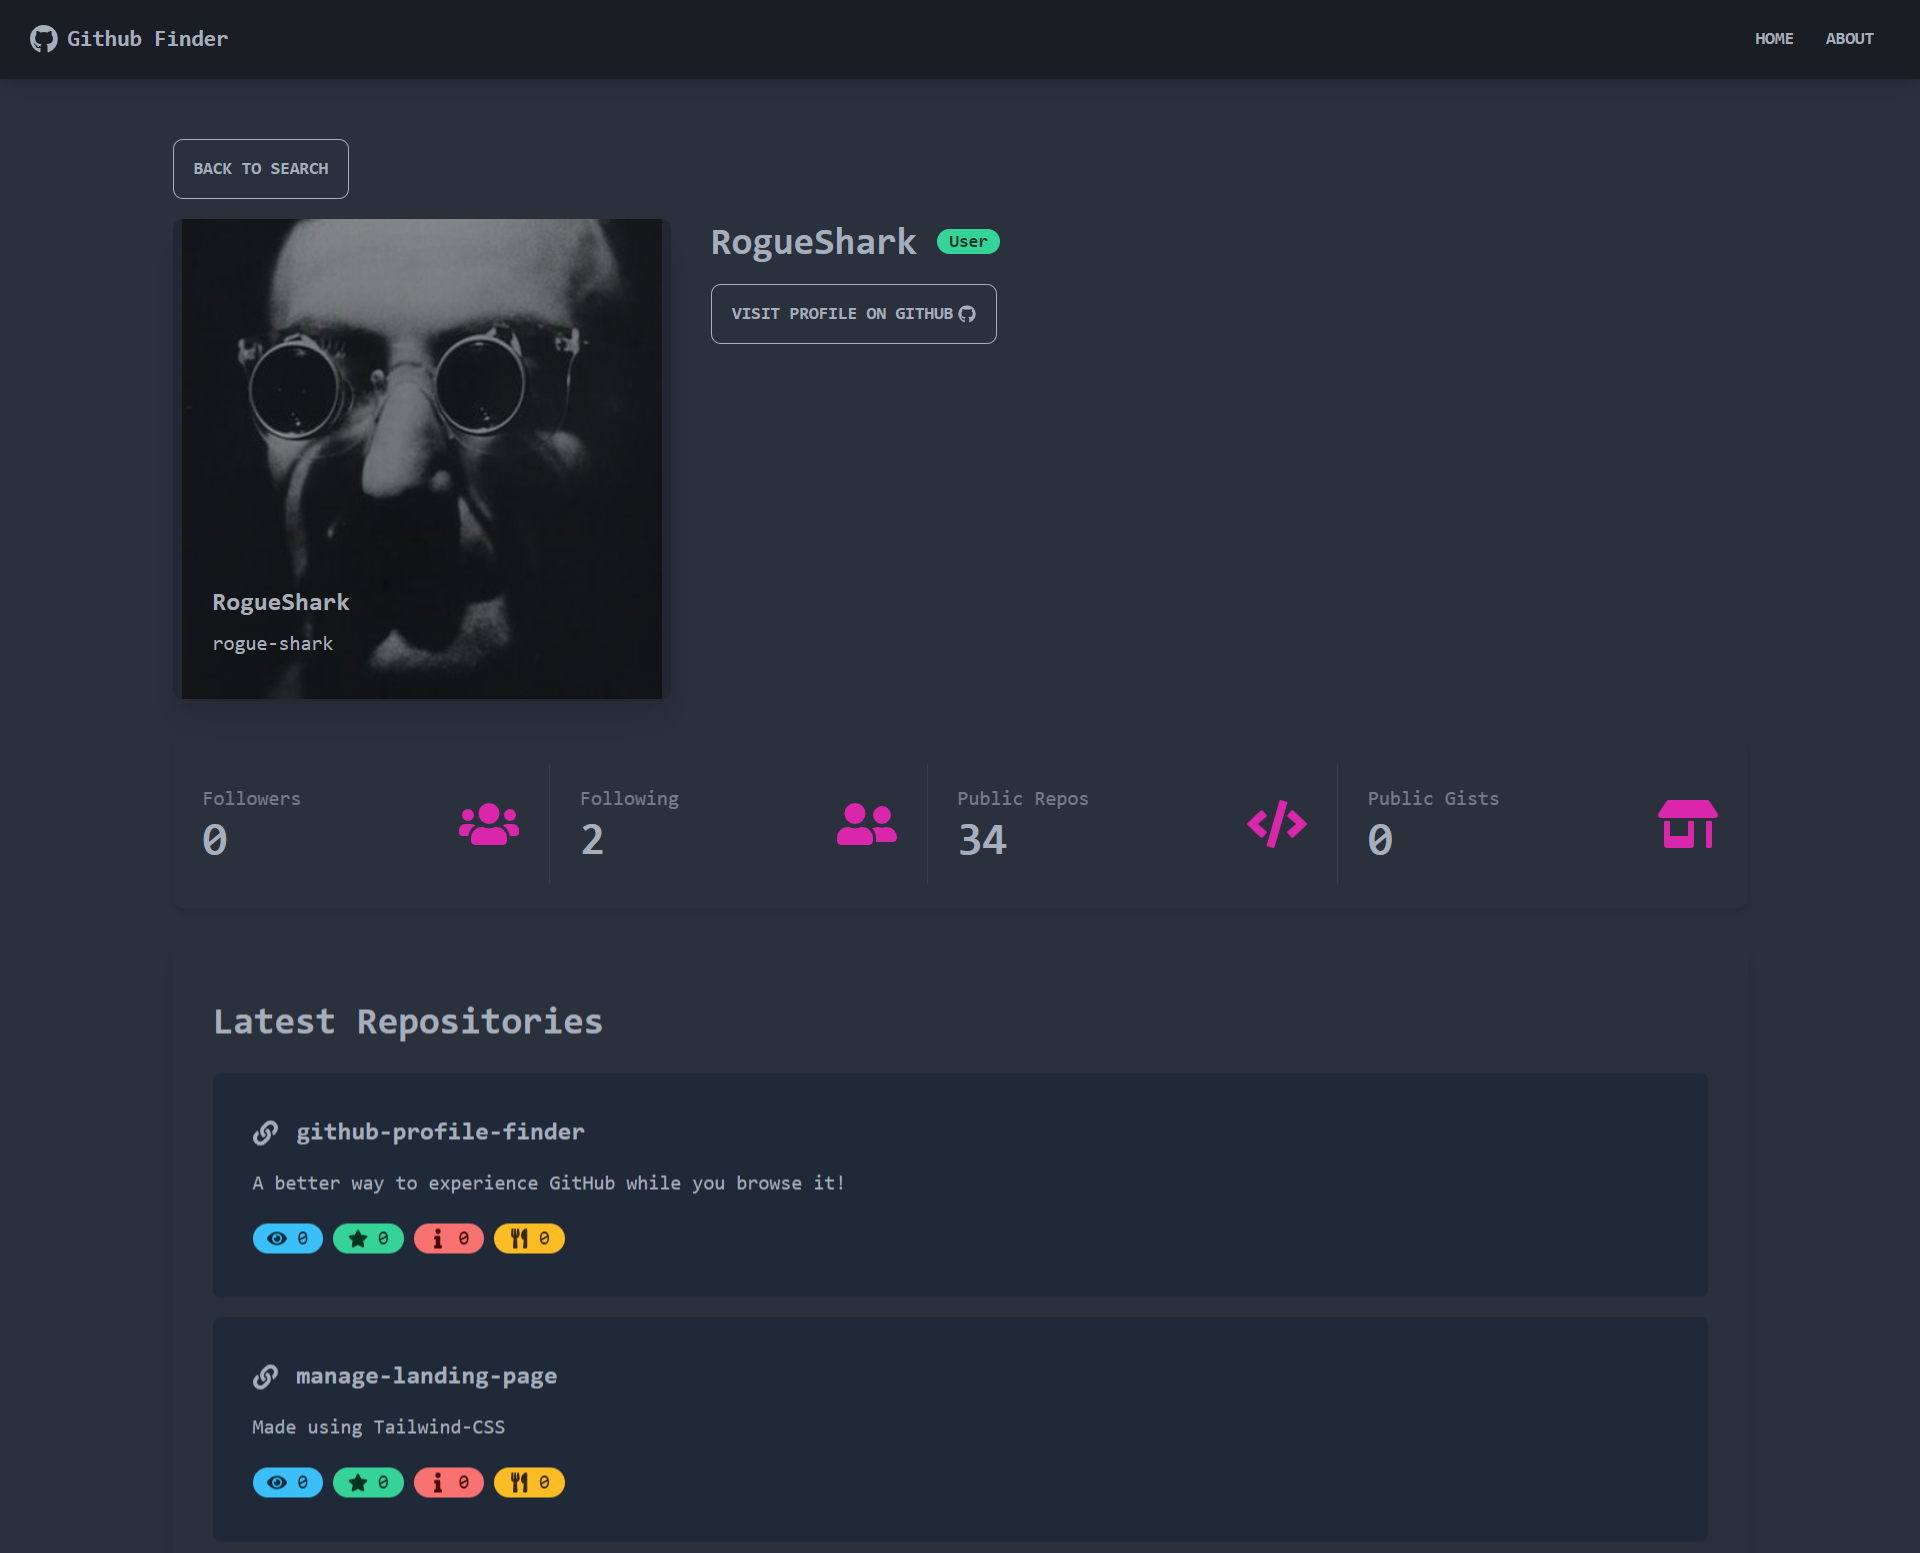 Github Finder
HOME
ABOUT
BACK TO SEARCH
RogueShark
User
VISIT PROFILE ON GITHUB
RogueShark
rogue-shark
Followers
0
Following
2
Public Repos
34
Public Gists
0
Latest Repositories
github-profile-finder
A better way to experience GitHub while you browse it!
0 0 0 0
manage-landing-page
Made using Tailwind-CSS
0 0 0 0